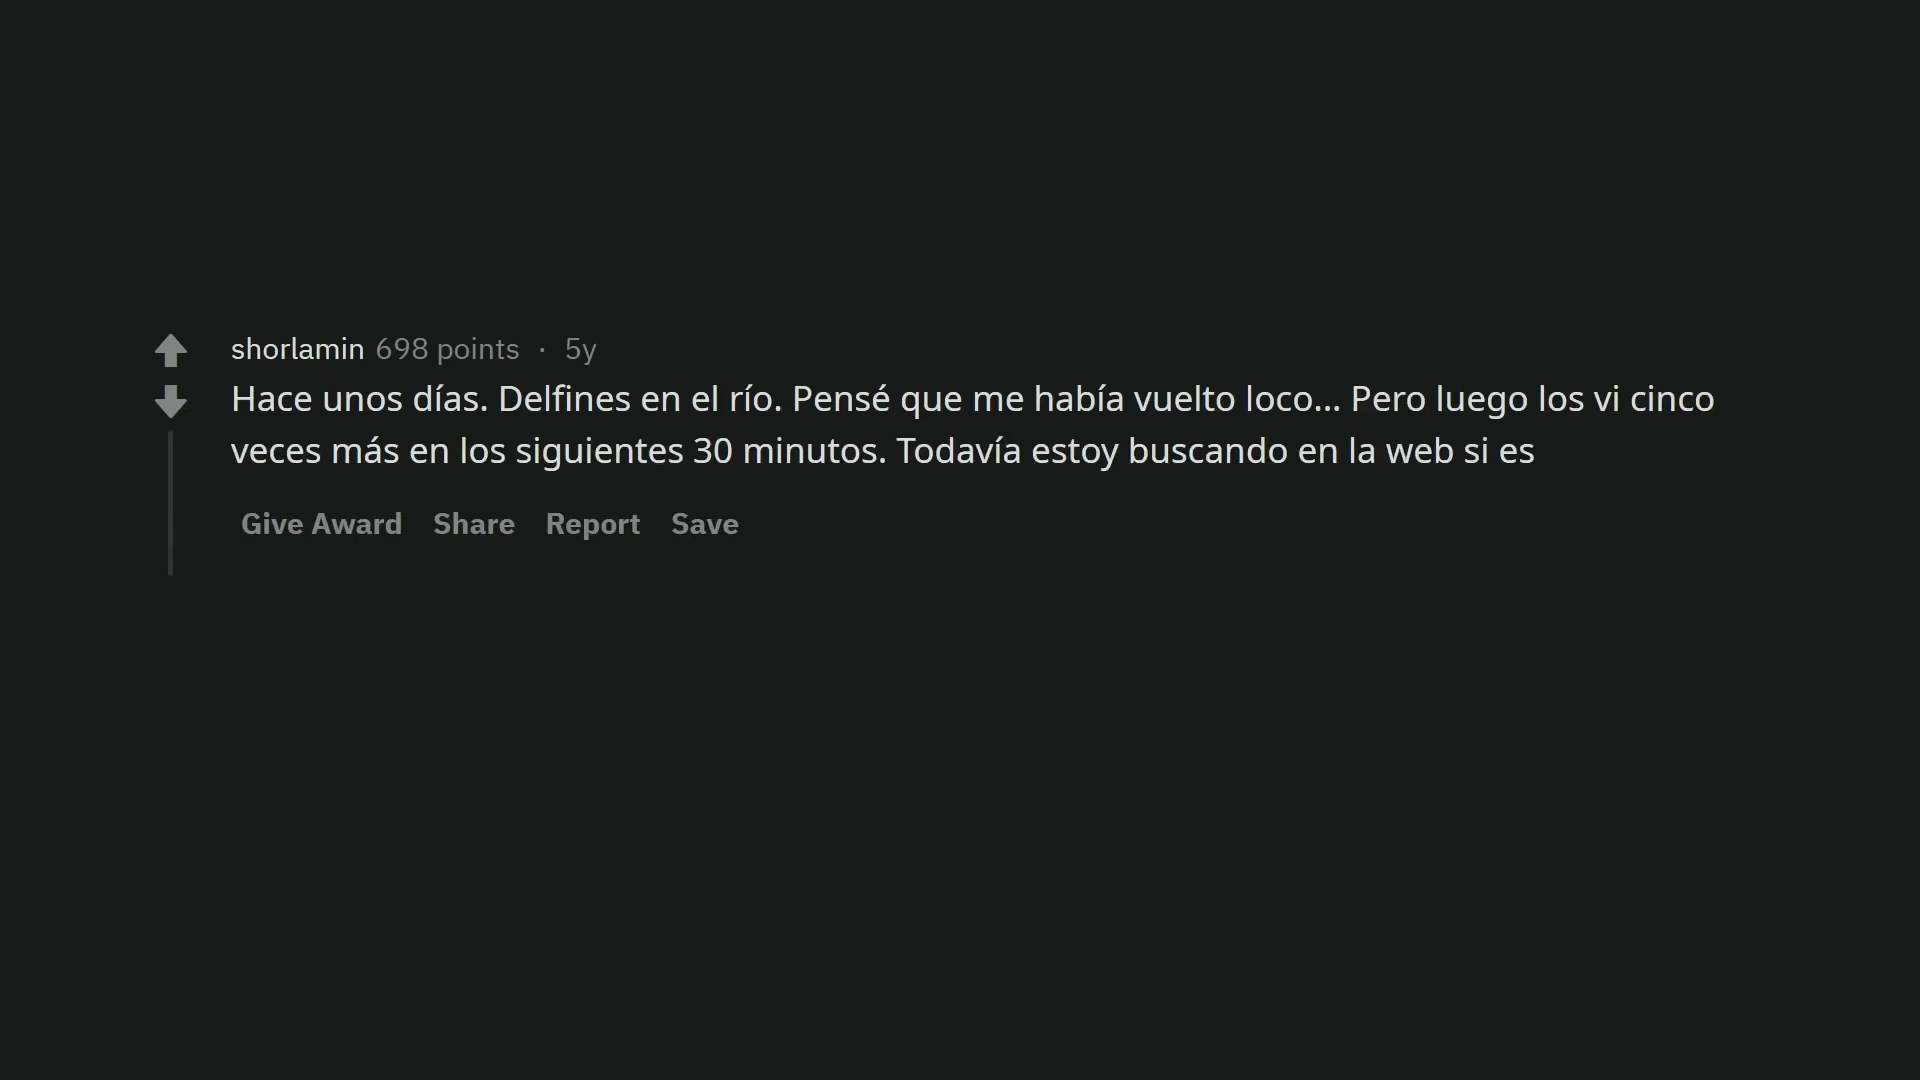 shorlamin 698 points · 5y
Hace unos días. Delfines en el río. Pensé que me había vuelto loco... Pero luego los vi cinco
veces más en los siguientes 30 minutos. Todavía estoy buscando en la web si es
Give Award Share Report Save